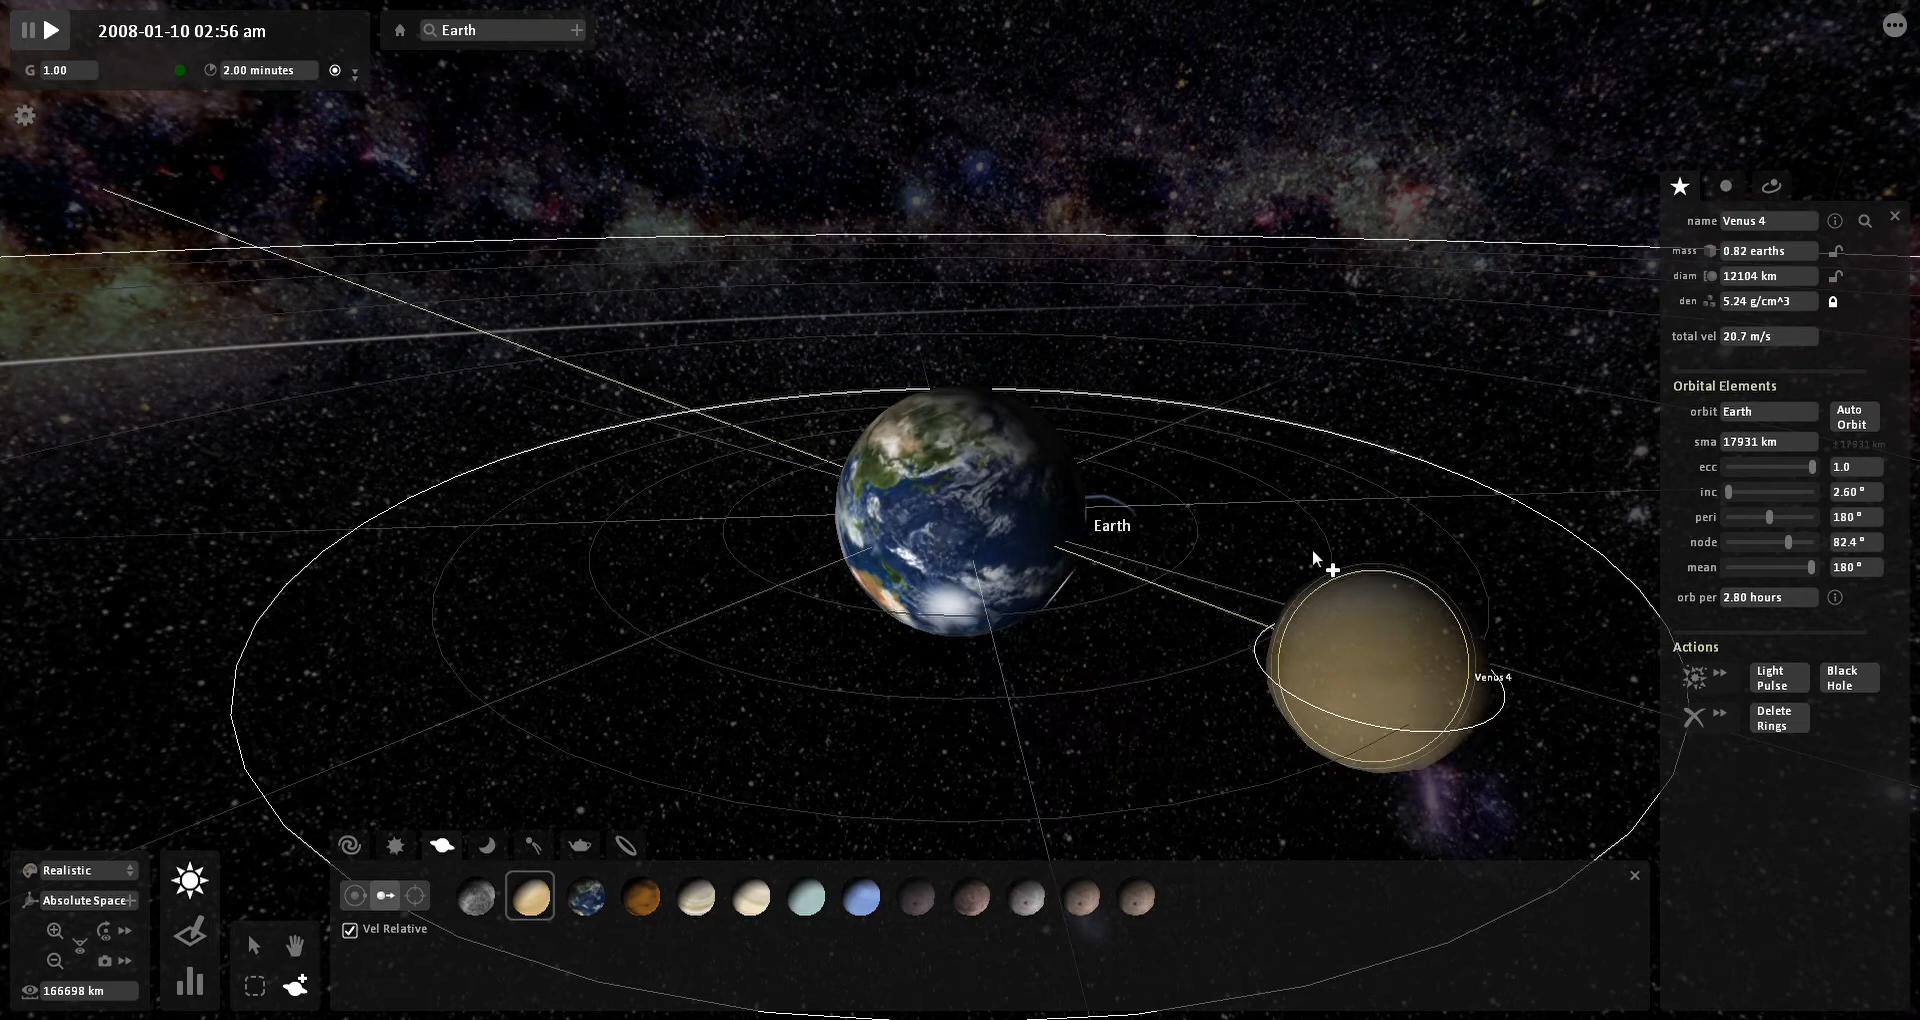 2008-01-10 02:56 am
Earth
G 1.00
2.00 minutes
Earth
Venus 4
name Venus 4
mass 0.82 earths
diam 12104 km
den 5.24 g/cm^3
total vel 20.7 m/s
Orbital Elements
orbit Earth
Auto
Orbit
sma 17931 km
±17931 km
ecc 1.0
inc 2.60 °
peri 180 °
node 82.4 °
mean 180 °
orb per 2.80 hours
Actions
Light
Pulse
Black
Hole
Delete
Rings
Realistic
Absolute Space
166698 km
Vel Relative